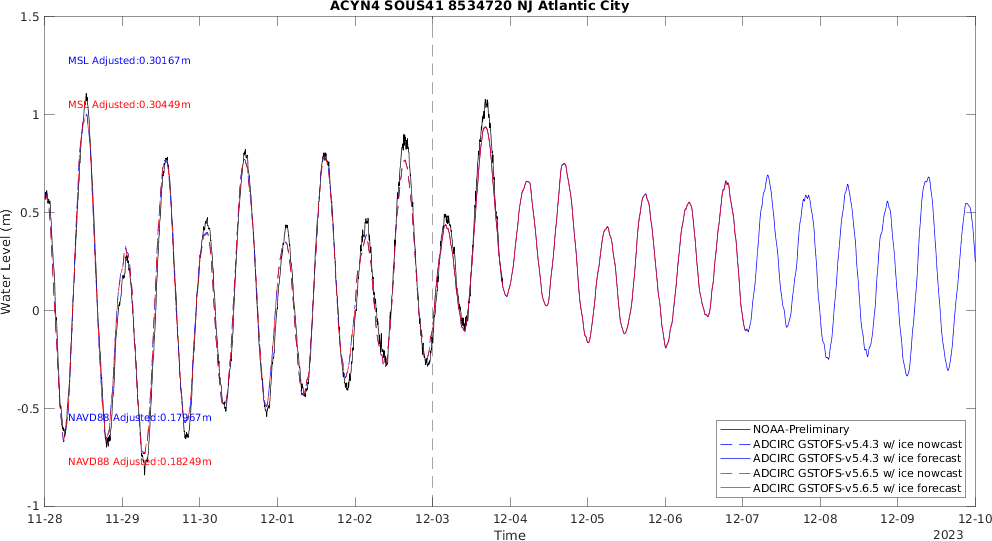 ACYN4 SOUS41 8534720 NJ Atlantic City
1.5
1
0.5
0
-0.5
-1
Water Level (m)
MSL Adjusted:0.30167m
MSL Adjusted:0.30449m
NAVD88 Adjusted:0.17967m
NAVD88 Adjusted:0.18249m
NOAA-Preliminary
ADCIRC GSTOFS-v5.4.3 w/ ice nowcast
ADCIRC GSTOFS-v5.4.3 w/ ice forecast
ADCIRC GSTOFS-v5.6.5 w/ ice nowcast
ADCIRC GSTOFS-v5.6.5 w/ ice forecast
11-28 11-29 11-30 12-01 12-02 12-03 12-04 12-05 12-06 12-07 12-08 12-09 12-10
Time
2023